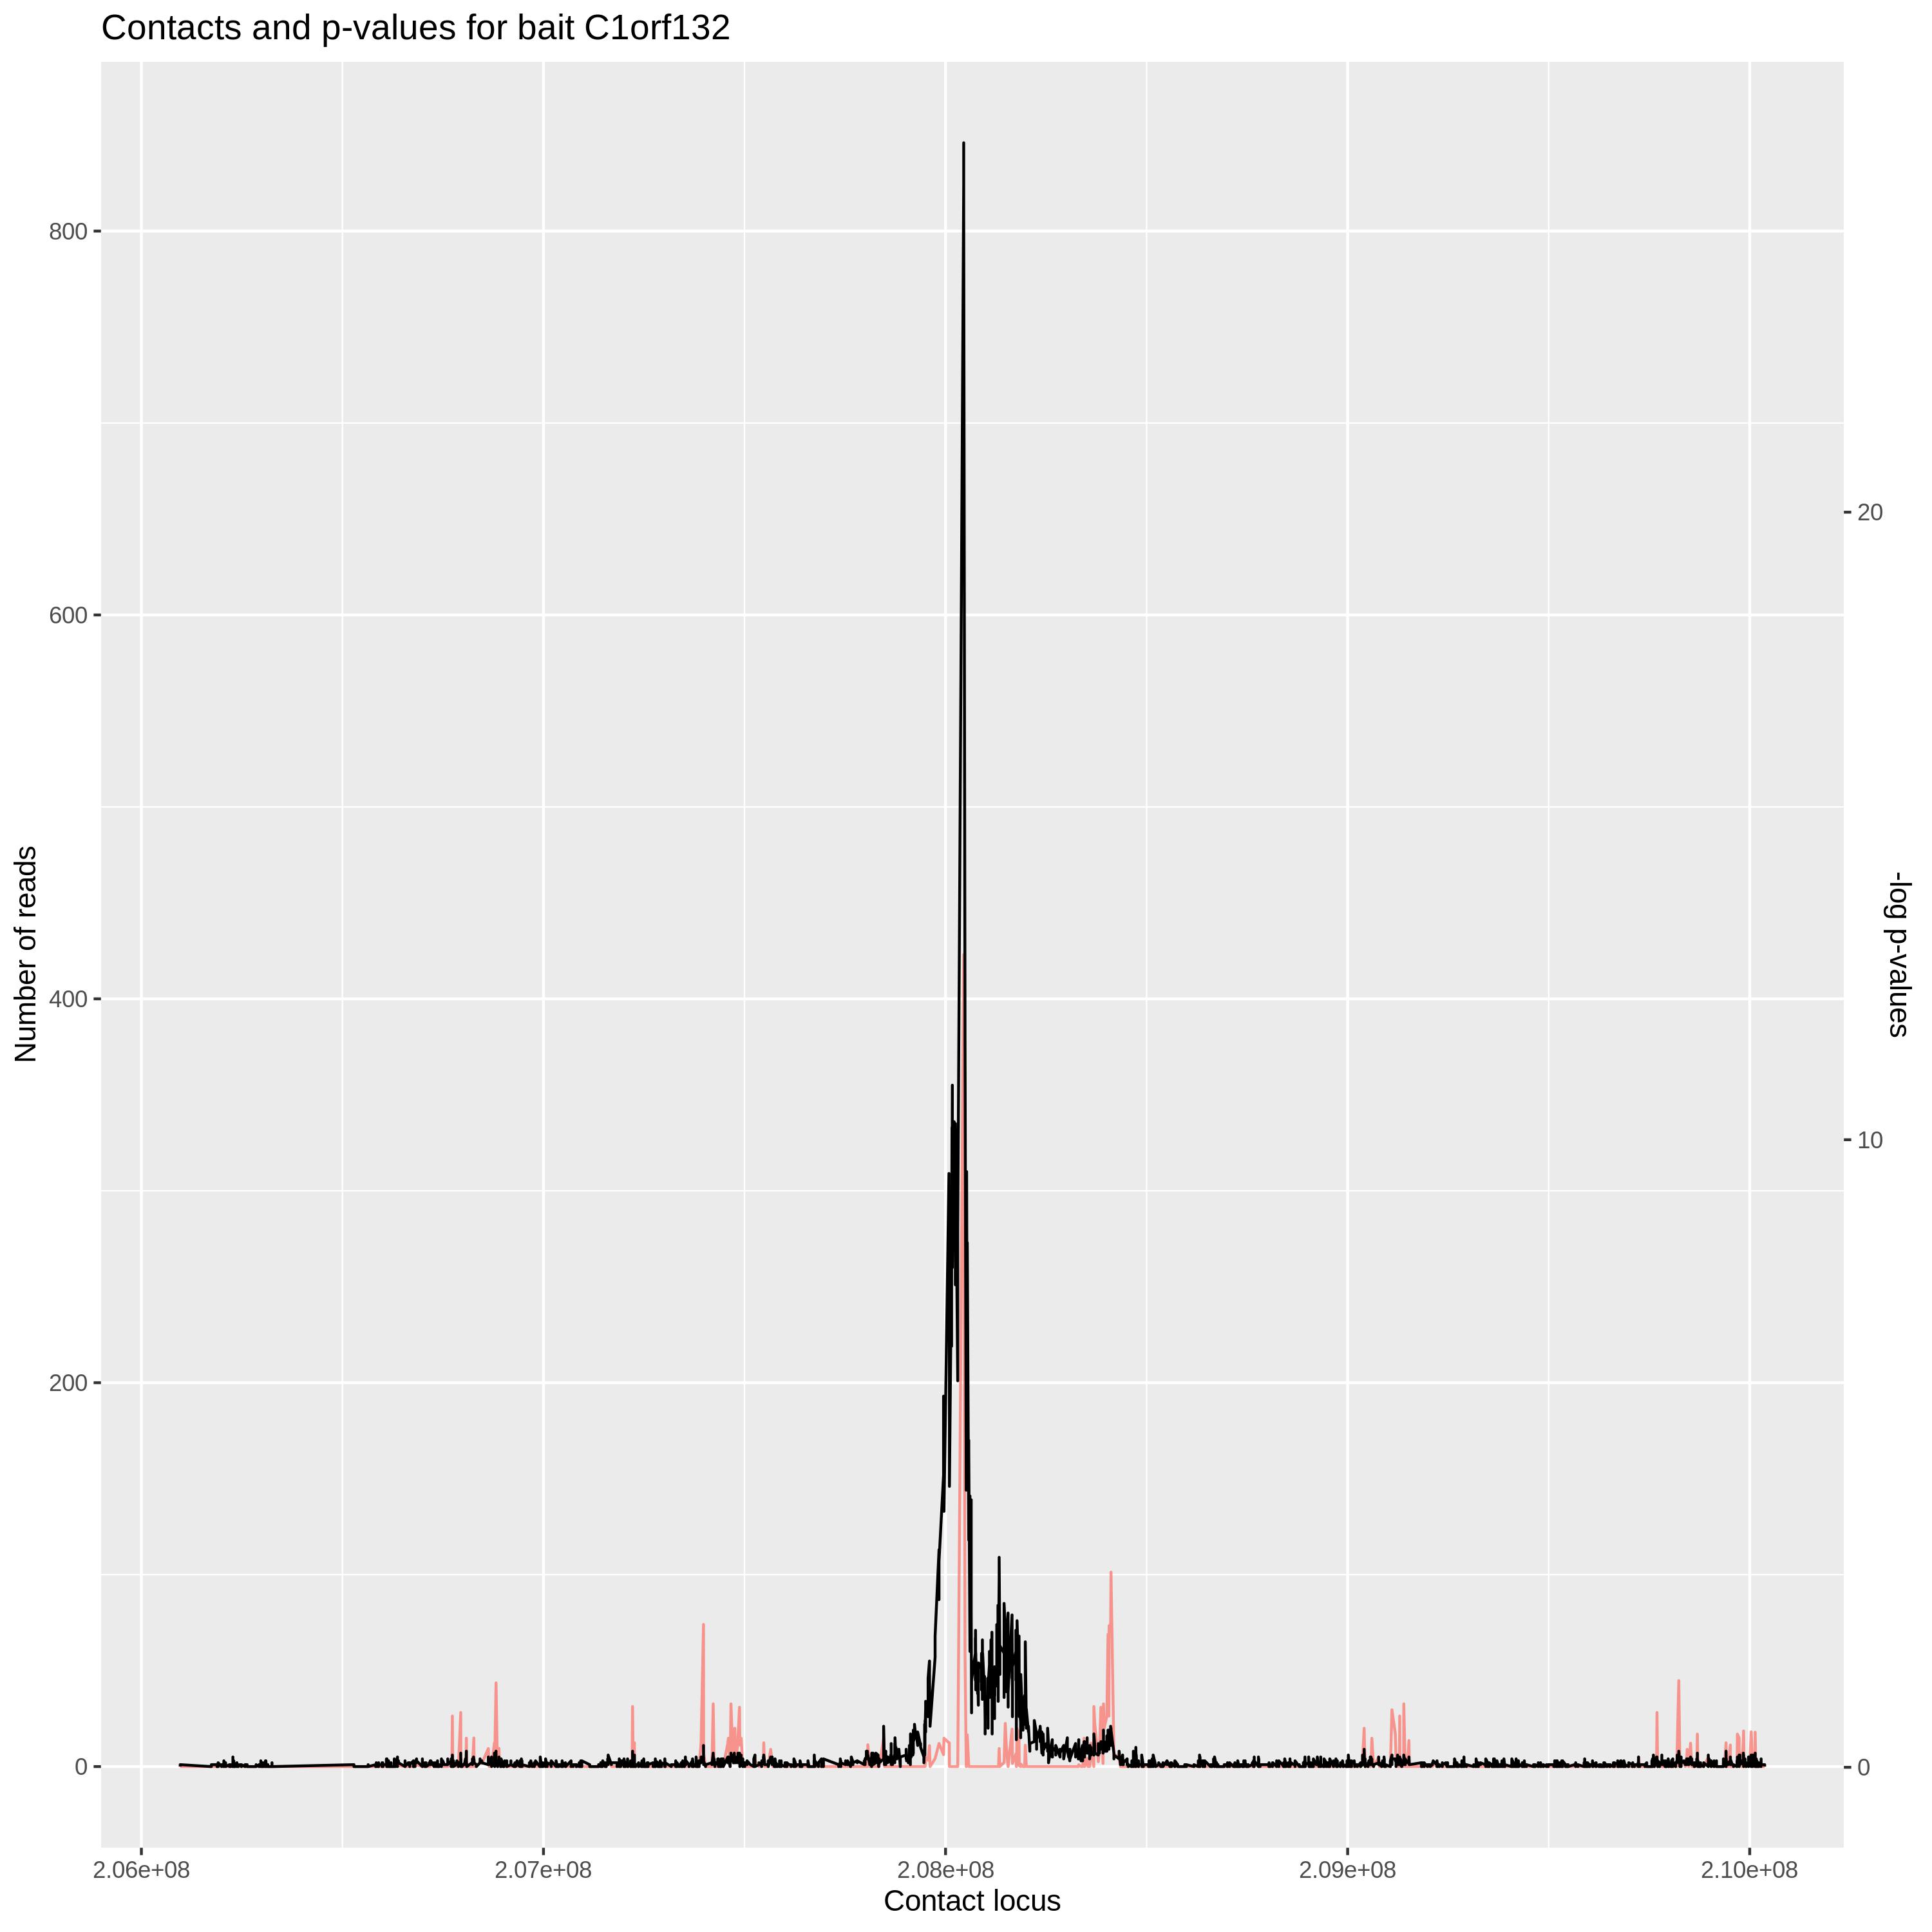 Contacts and p-values for bait C1orf132
800
600
400
200
0
Number of reads
20
10
0
-log p-values
2.06e+08
2.07e+08
2.08e+08
2.09e+08
2.10e+08
Contact locus